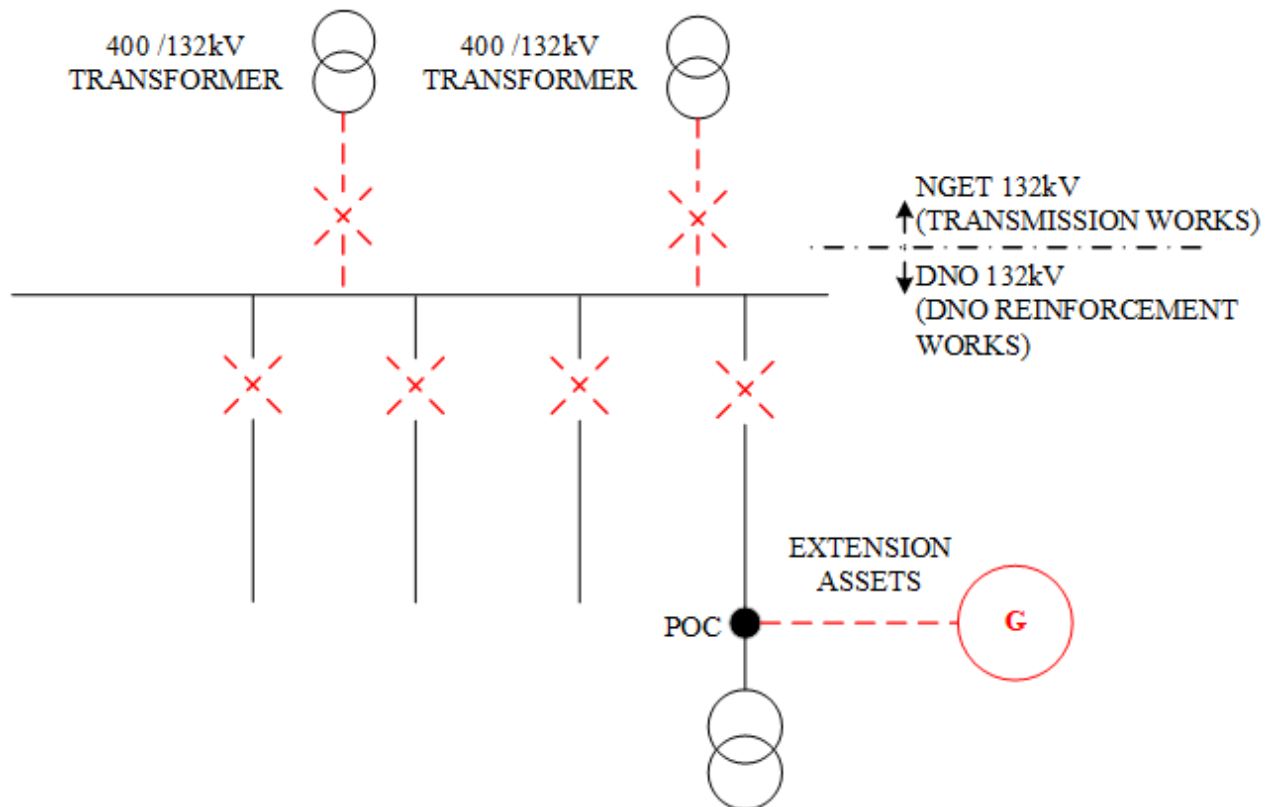 400 /132kV
TRANSFORMER
400 /132kV
TRANSFORMER
NGET 132kV
(TRANSMISSION WORKS)
DNO 132kV
(DNO REINFORCEMENT
WORKS)
EXTENSION
ASSETS
POC
G